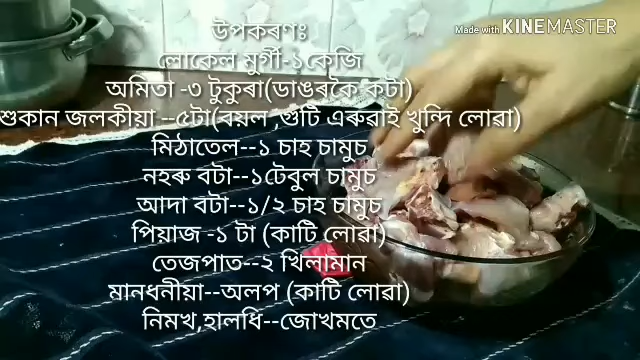 Made with KINEMASTER
উপকৰণঃ
লোকেল মুৰ্গী-১কেজি
অমিতা -৩ টুকুৰা(ডাঙৰকৈ কটা)
শুকান জলকীয়া --৫টা(বয়ল ,গুটি এৰুৱাই খুন্দি লোৱা)
মিঠাতেল--১ চাহ চামুচ
নহৰু বটা--১টেবুল চামুচ
আদা বটা--১/২ চাহ চামুচ
পিয়াজ -১ টা (কাটি লোৱা)
তেজপাত--২ খিলামান
মানধনীয়া--অলপ (কাটি লোৱা)
নিমখ,হালধি--জোখমতে